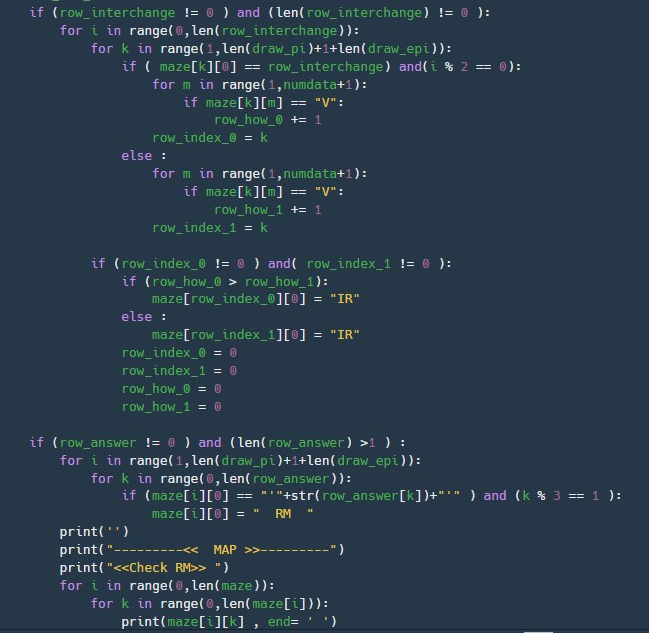 if (row_interchange != 0 ) and (len(row_interchange) != 0 ):
for i in range(0,len(row_interchange)):
for k in range(1,len(draw_pi)+1+len(draw_epi)):
if ( maze[k][0] == row_interchange) and(i % 2 == 0):
for m in range(1,numdata+1):
if maze[k][m] == "V":
row_how_0 += 1
row_index_0 = k
else :
for m in range(1,numdata+1):
if maze[k][m] == "V":
row_how_1 += 1
row_index_1 = k
if (row_index_0 != 0 ) and( row_index_1 != 0 ):
if (row_how_0 > row_how_1):
maze[row_index_0][0] = "IR"
else :
maze[row_index_1][0] = "IR"
row_index_0 = 0
row_index_1 = 0
row_how_0 = 0
row_how_1 = 0
if (row_answer != 0 ) and (len(row_answer) >1 ) :
for i in range(1,len(draw_pi)+1+len(draw_epi)):
for k in range(0,len(row_answer)):
if (maze[i][0] == "'"+str(row_answer[k])+"'" ) and (k % 3 == 1 ):
maze[i][0] = "  RM  "
print('')
print("---------<<  MAP >>---------")
print("<<Check RM>> ")
for i in range(0,len(maze)):
for k in range(0,len(maze[i])):
print(maze[i][k] , end= ' ')